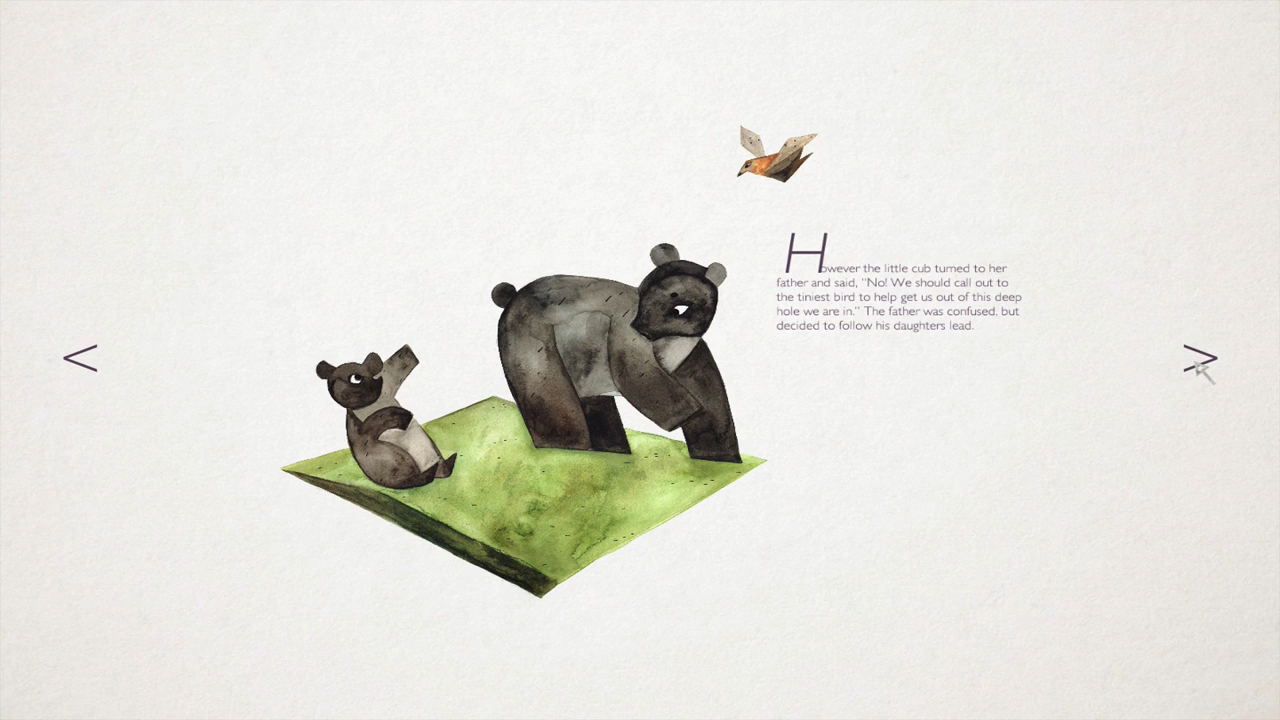 However the little cub turned to her
father and said, "No! We should call out to
the tiniest bird to help get us out of this deep
hole we are in." The father was confused, but
decided to follow his daughters lead.